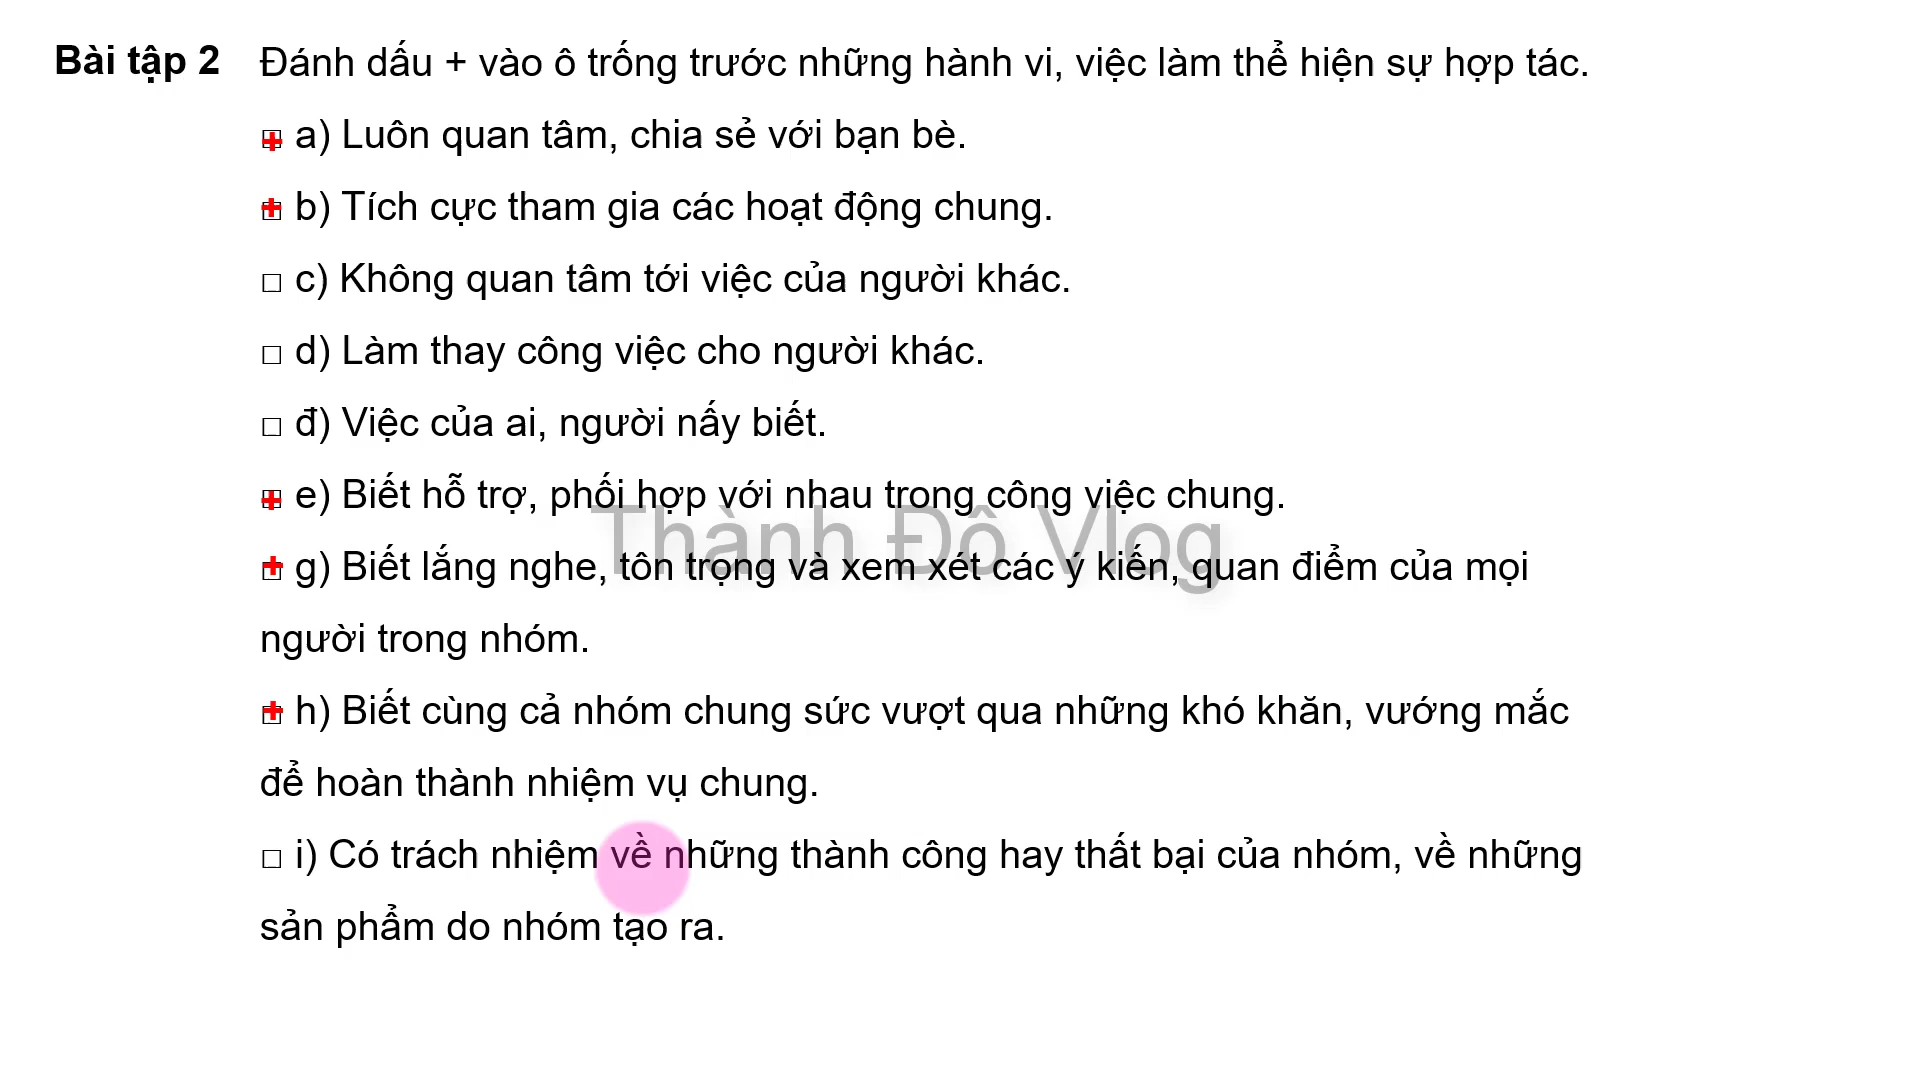 Bài tập 2 Đánh dấu + vào ô trống trước những hành vi, việc làm thể hiện sự hợp tác.
+ a) Luôn quan tâm, chia sẻ với bạn bè.
+ b) Tích cực tham gia các hoạt động chung.
□ c) Không quan tâm tới việc của người khác.
□ d) Làm thay công việc cho người khác.
□ đ) Việc của ai, người nấy biết.
+ e) Biết hỗ trợ, phối hợp với nhau trong công việc chung.
Thành Đô Vlog
+ g) Biết lắng nghe, tôn trọng và xem xét các ý kiến, quan điểm của mọi
người trong nhóm.
+ h) Biết cùng cả nhóm chung sức vượt qua những khó khăn, vướng mắc
để hoàn thành nhiệm vụ chung.
□ i) Có trách nhiệm về những thành công hay thất bại của nhóm, về những
sản phẩm do nhóm tạo ra.